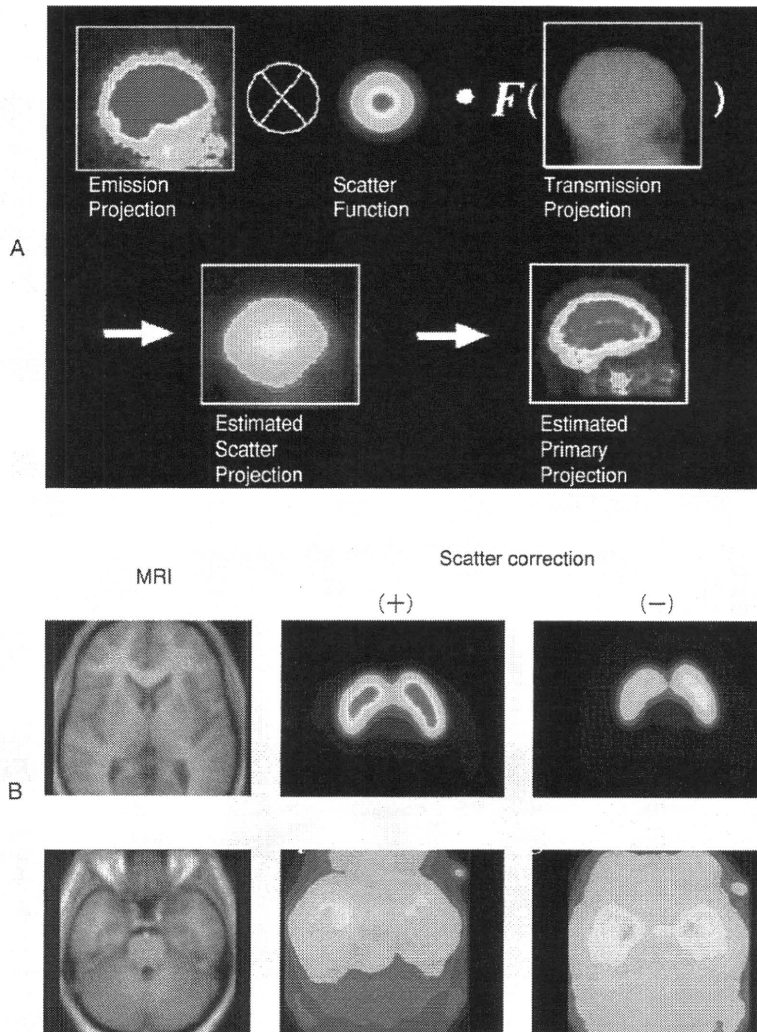 F( )
Emission
Projection
Scatter
Function
Transmission
Projection
A
Estimated
Scatter
Projection
Estimated
Primary
Projection
Scatter correction
MRI
(+)
(−)
B